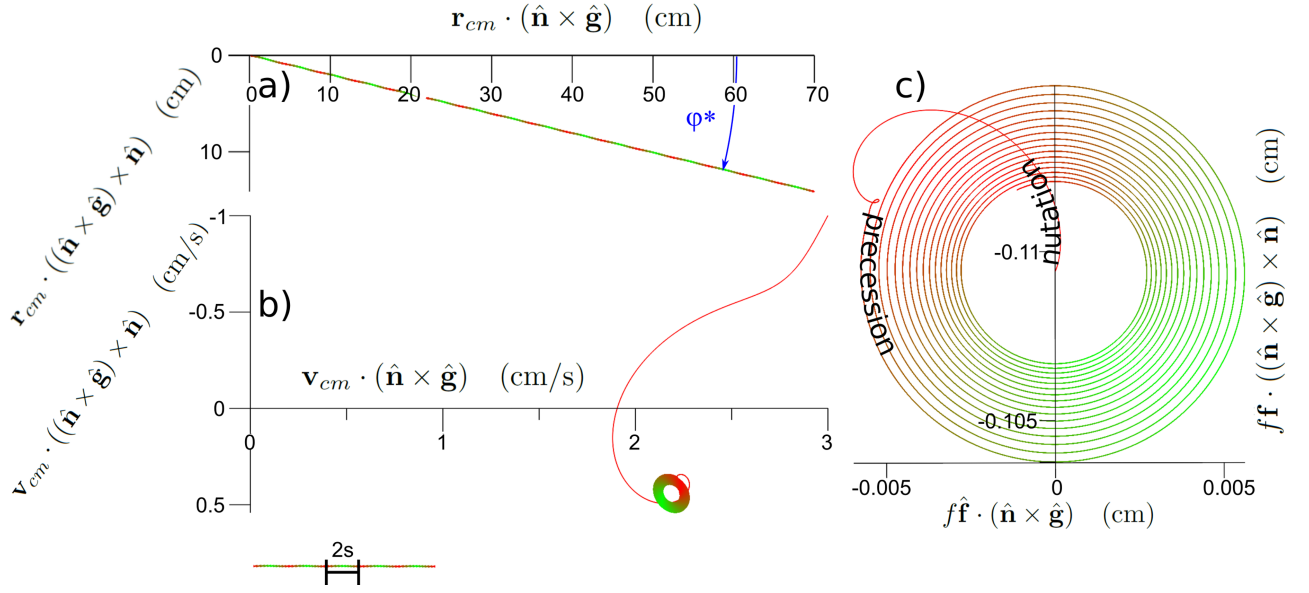 𝐫_cm · (𝐧̂ × 𝐠̂) (cm)
0
a)
0 10 20 30 40 50 60 70
φ*
10
𝐫_cm · ((𝐧̂ × 𝐠̂) × 𝐧̂) (cm)
-1
-0.5
b)
𝐯_cm · (𝐧̂ × 𝐠̂) (cm/s)
0
0 1 2 3
0.5
𝐯_cm · ((𝐧̂ × 𝐠̂) × 𝐧̂) (cm/s)
2s
c)
nutation
precession
-0.11
-0.105
-0.005 0 0.005
f𝐟̂ · (𝐧̂ × 𝐠̂) (cm)
f𝐟 · ((𝐧̂ × 𝐠̂) × 𝐧̂) (cm)